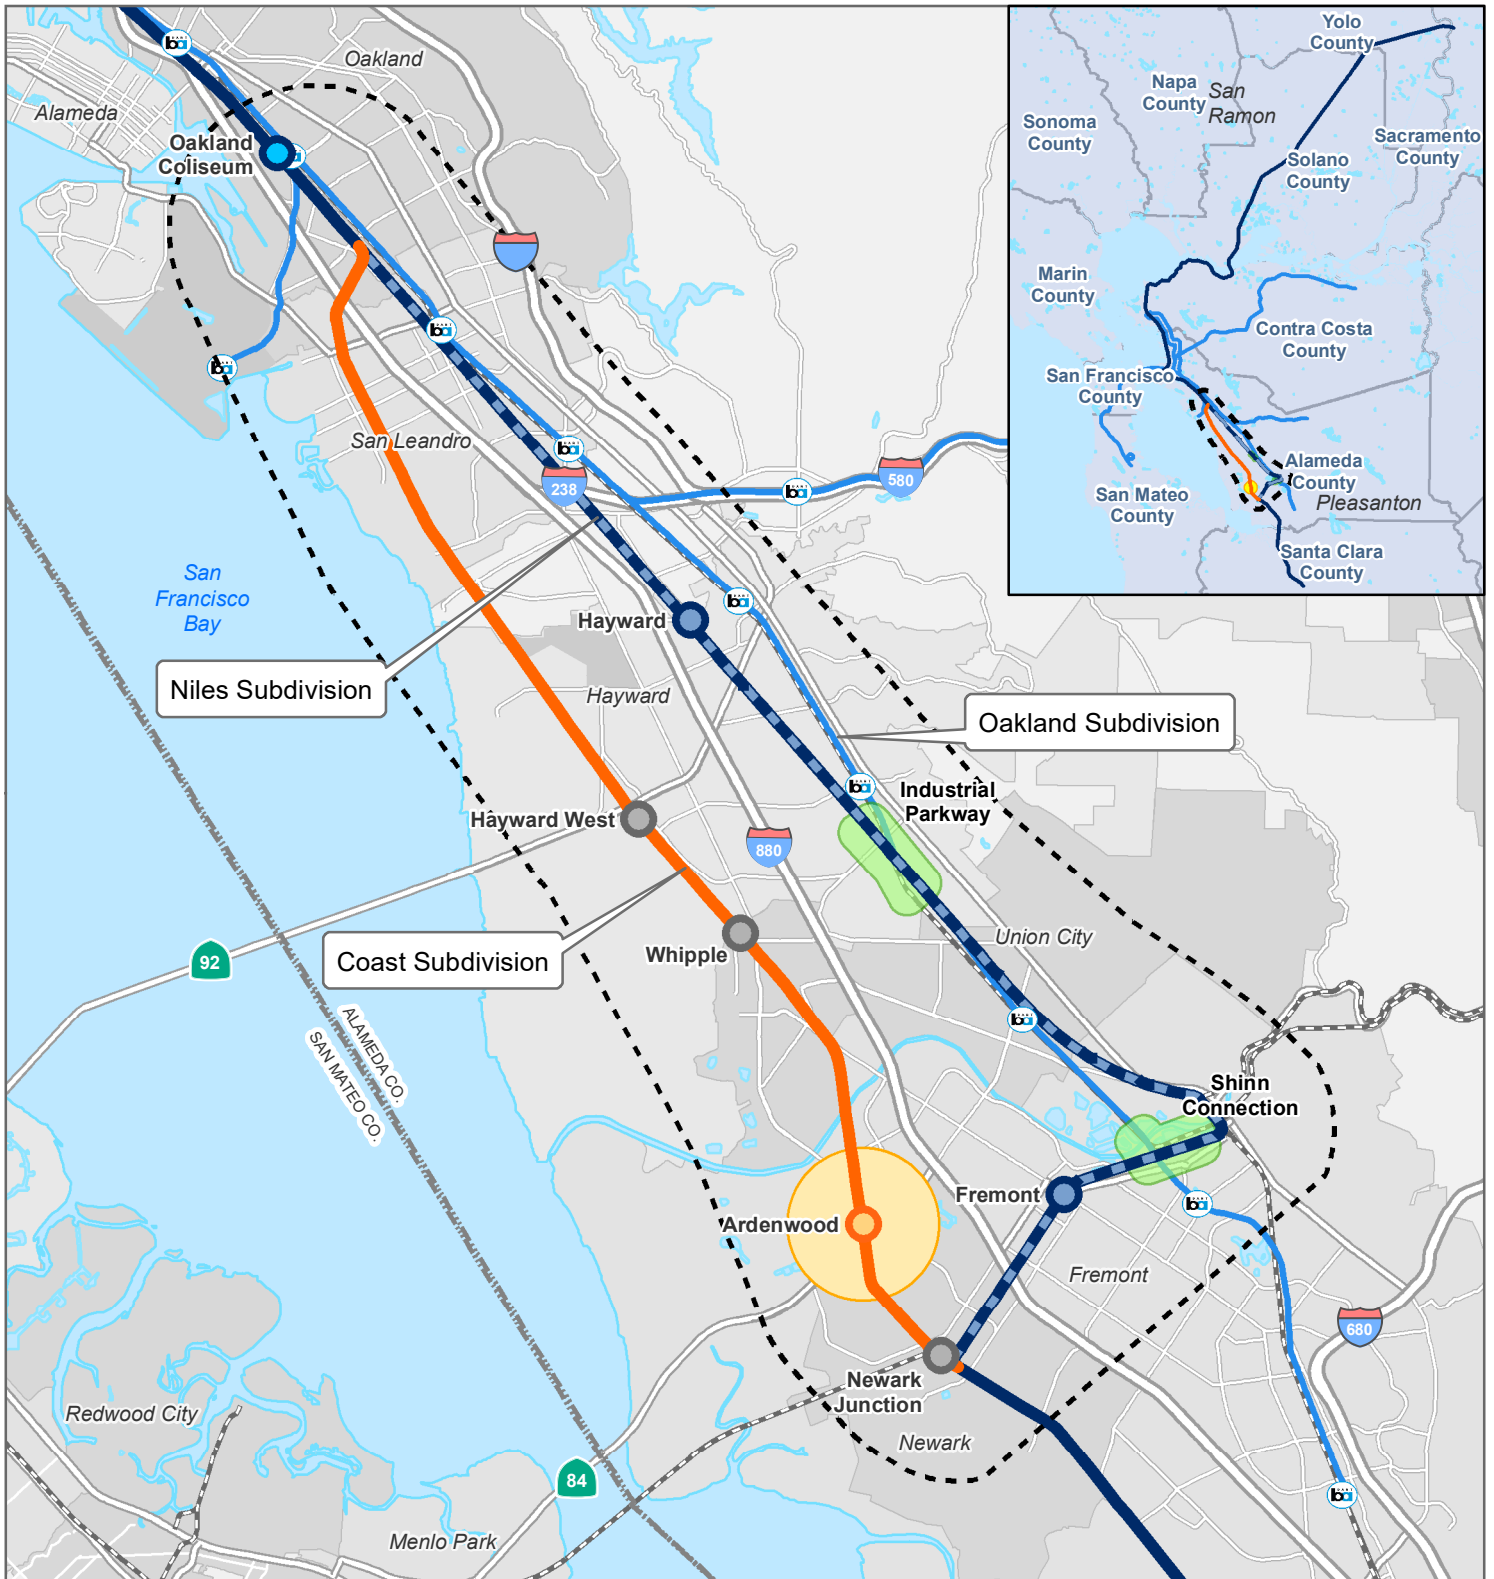 Oakland
Alameda
Oakland
Coliseum
San Leandro
238
580
San
Francisco
Bay
Niles Subdivision
Hayward
Hayward
Oakland Subdivision
Industrial
Parkway
Hayward West
880
Coast Subdivision
Whipple
Union City
92
ALAMEDA CO.
SAN MATEO CO.
Shinn
Connection
Fremont
Ardenwood
Fremont
680
Newark
Junction
Newark
Redwood City
84
Menlo Park
Yolo
County
Napa
County
San
Ramon
Sonoma
County
Sacramento
County
Solano
County
Marin
County
Contra Costa
County
San Francisco
County
Alameda
County
San Mateo
County
Pleasanton
Santa Clara
County